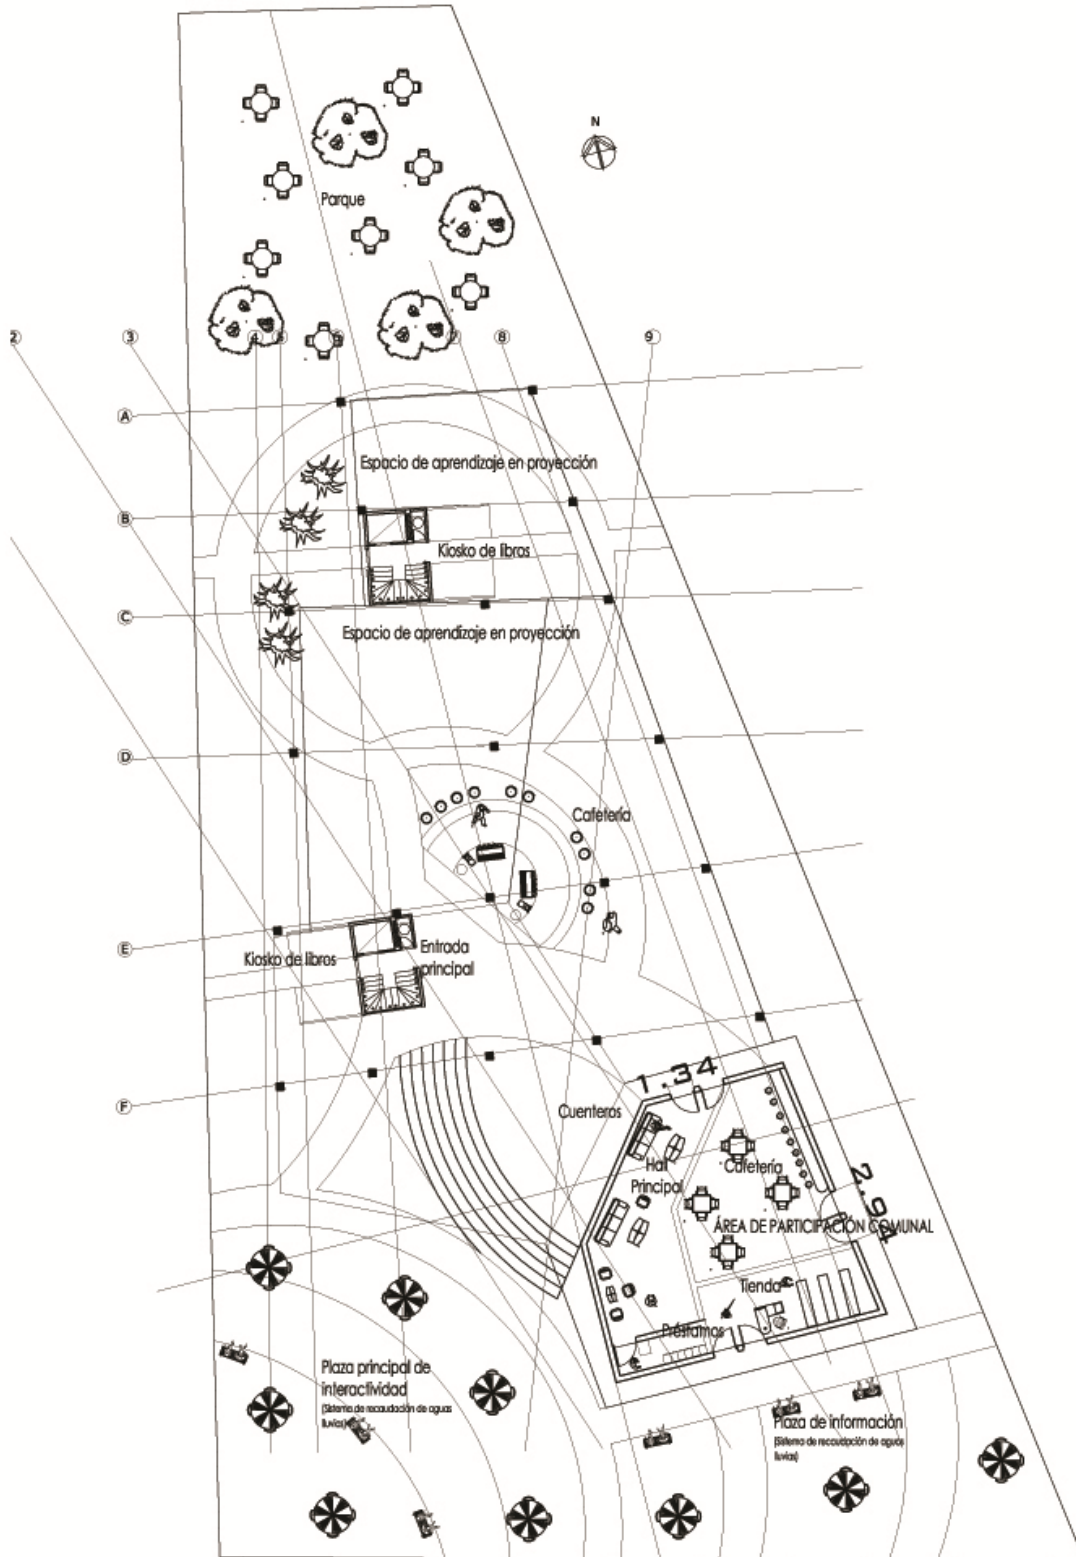 N
Parque
2
3
4
5
8
9
A
Espacio de aprendizaje en proyección
B
Kiosko de libros
C
Espacio de aprendizaje en proyección
D
Cafetería
E
Entrada
principal
Kiosko de libros
F
1.34
Cuenteros
Hall
Principal
Cafetería
2.94
ÁREA DE PARTICIPACIÓN COMUNAL
Tienda
Préstamos
Plaza principal de
interactividad
(Sistema de recaudación de aguas
lluvias)
Plaza de información
(Sistema de recaudación de aguas
lluvias)